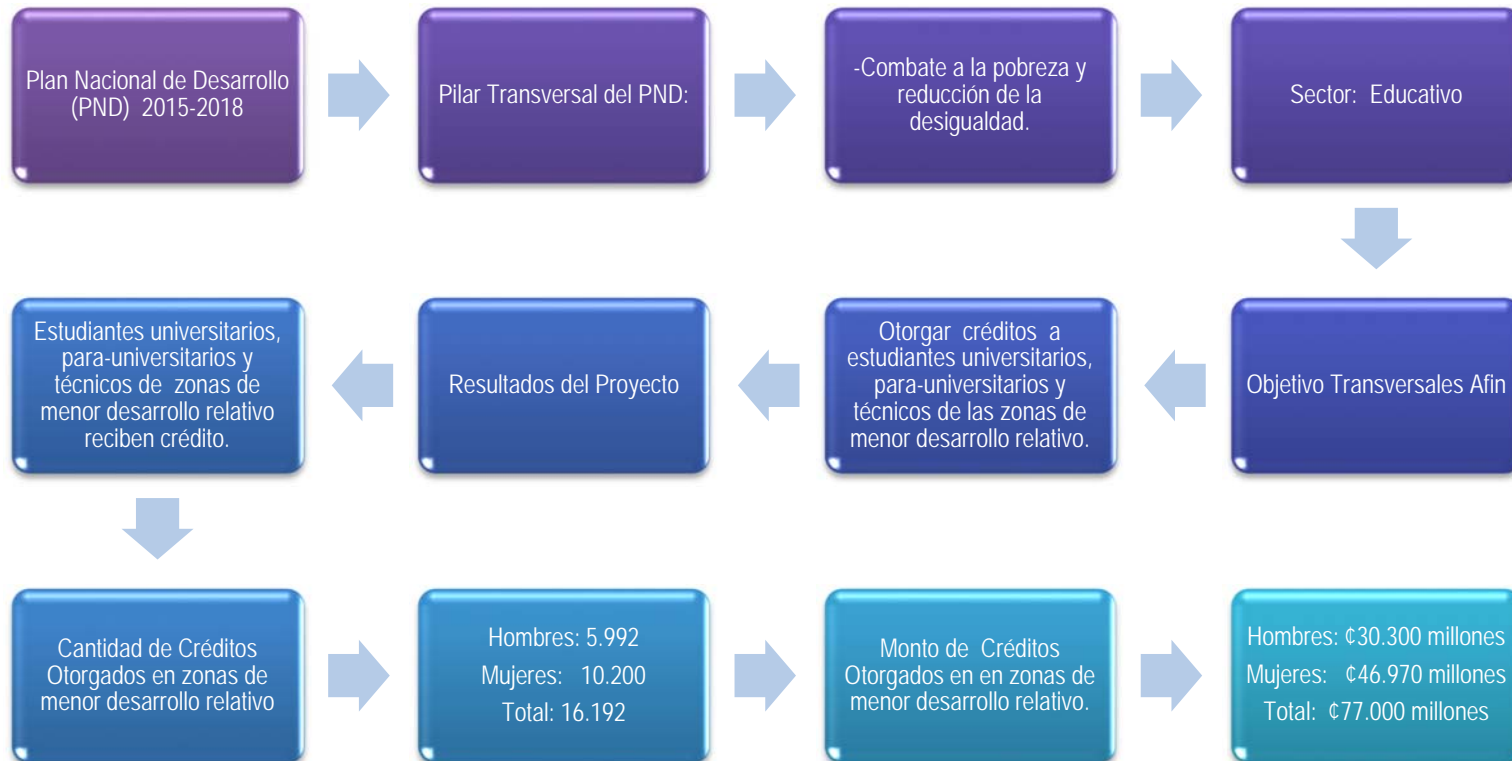 Plan Nacional de Desarrollo
(PND) 2015-2018
Pilar Transversal del PND:
-Combate a la pobreza y
reducción de la
desigualdad.
Sector: Educativo
Objetivo Transversales Afin
Otorgar créditos a
estudiantes universitarios,
para-universitarios y
técnicos de las zonas de
menor desarrollo relativo.
Resultados del Proyecto
Estudiantes universitarios,
para-universitarios y
técnicos de zonas de
menor desarrollo relativo
reciben crédito.
Cantidad de Créditos
Otorgados en zonas de
menor desarrollo relativo
Hombres: 5.992
Mujeres: 10.200
Total: 16.192
Monto de Créditos
Otorgados en en zonas de
menor desarrollo relativo.
Hombres: ¢30.300 millones
Mujeres: ¢46.970 millones
Total: ¢77.000 millones